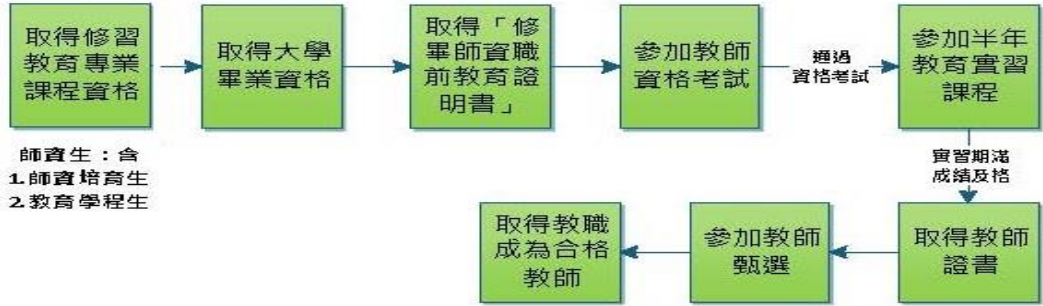 取得修習
教育專業
課程資格
取得大學
畢業資格
取得「修
畢師資職
前教育證
明書」
參加教師
資格考試
通過
資格考試
參加半年
教育實習
課程
師資生：含
1.師資培育生
2.教育學程生
實習期滿
成績及格
取得教師
證書
參加教師
甄選
取得教職
成為合格
教師